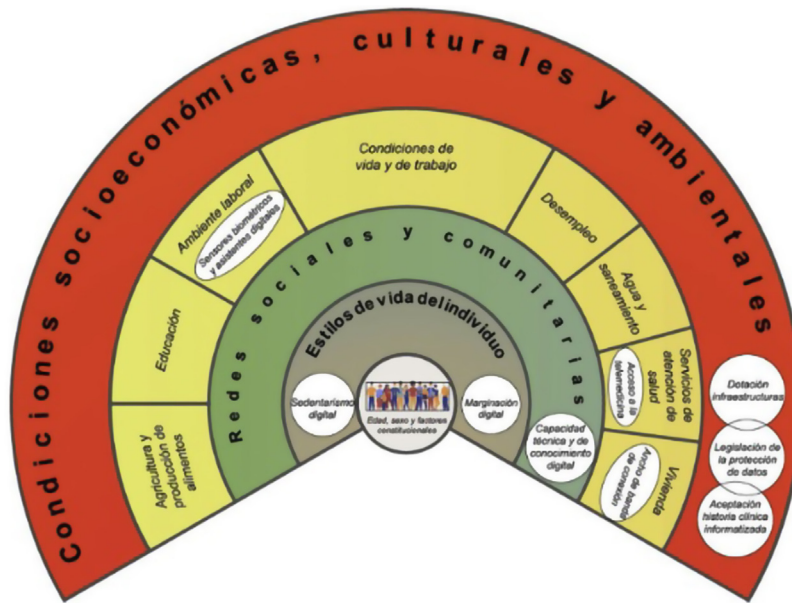 Condiciones socioeconómicas, culturales y ambientales
Condiciones de
vida y de trabajo
Ambiente laboral
Sensores biométricos
y asistentes digitales
Desempleo
Educación
Agua y
saneamiento
Agricultura y
producción de
alimentos
Servicios de
atención de
salud
Acceso a la
telemedicina
Vivienda
Ancho de banda
de conexión
Redes sociales y comunitarias
Capacidad
técnica y de
conocimiento
digital
Estilos de vida del individuo
Sedentarismo
digital
Marginación
digital
Edad, sexo y factores
constitucionales
Dotación
infraestructuras
Legislación de
la protección
de datos
Aceptación
historia clínica
informatizada